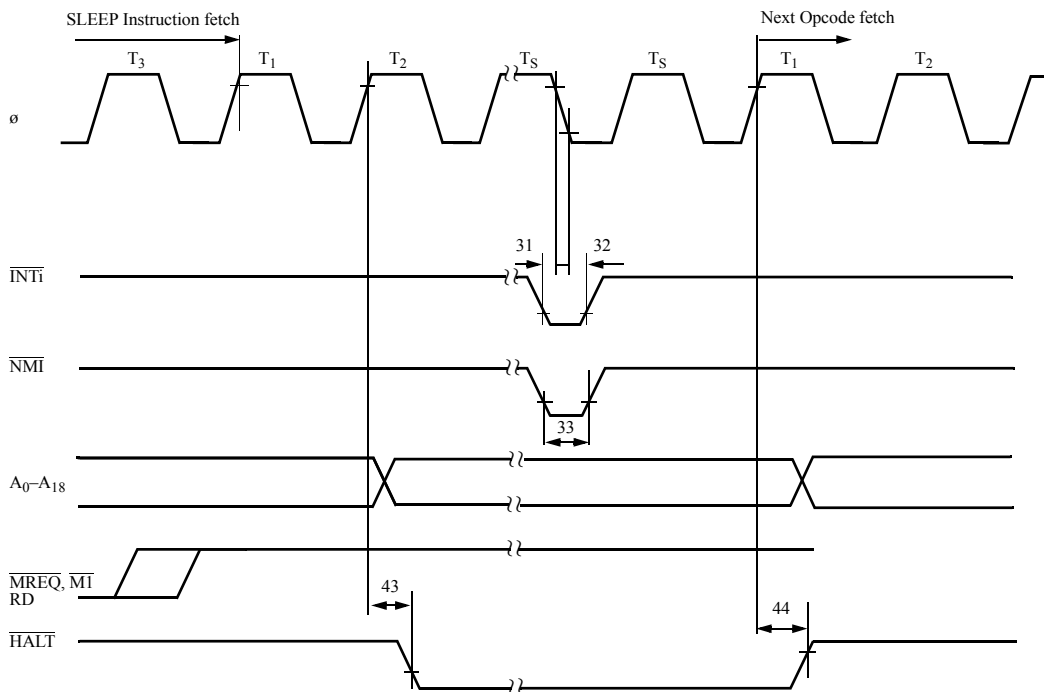 SLEEP Instruction fetch
Next Opcode fetch
T3 T1 T2 TS TS T1 T2
ø
31 32
INTi
NMI
33
A0–A18
MREQ, M1
RD
43
44
HALT